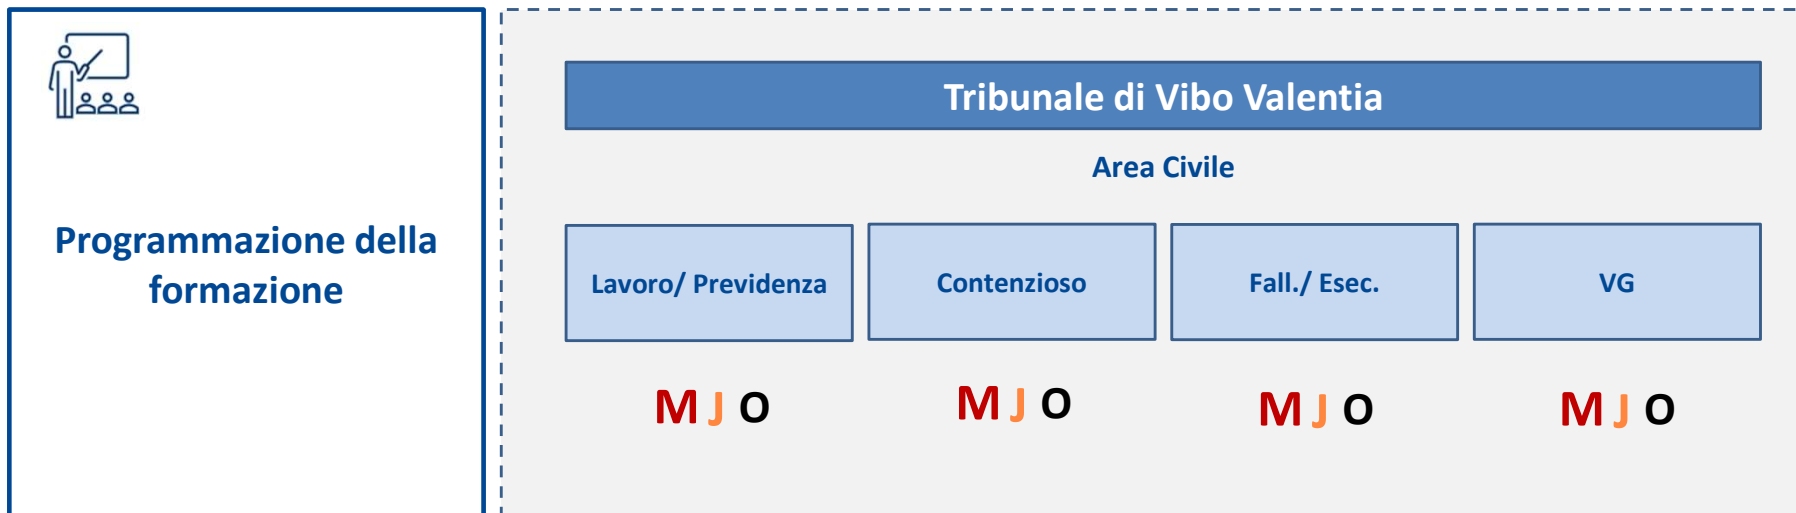 Programmazione della
formazione
Tribunale di Vibo Valentia
Area Civile
Lavoro/ Previdenza
Contenzioso
Fall./ Esec.
VG
M J O
M J O
M J O
M J O